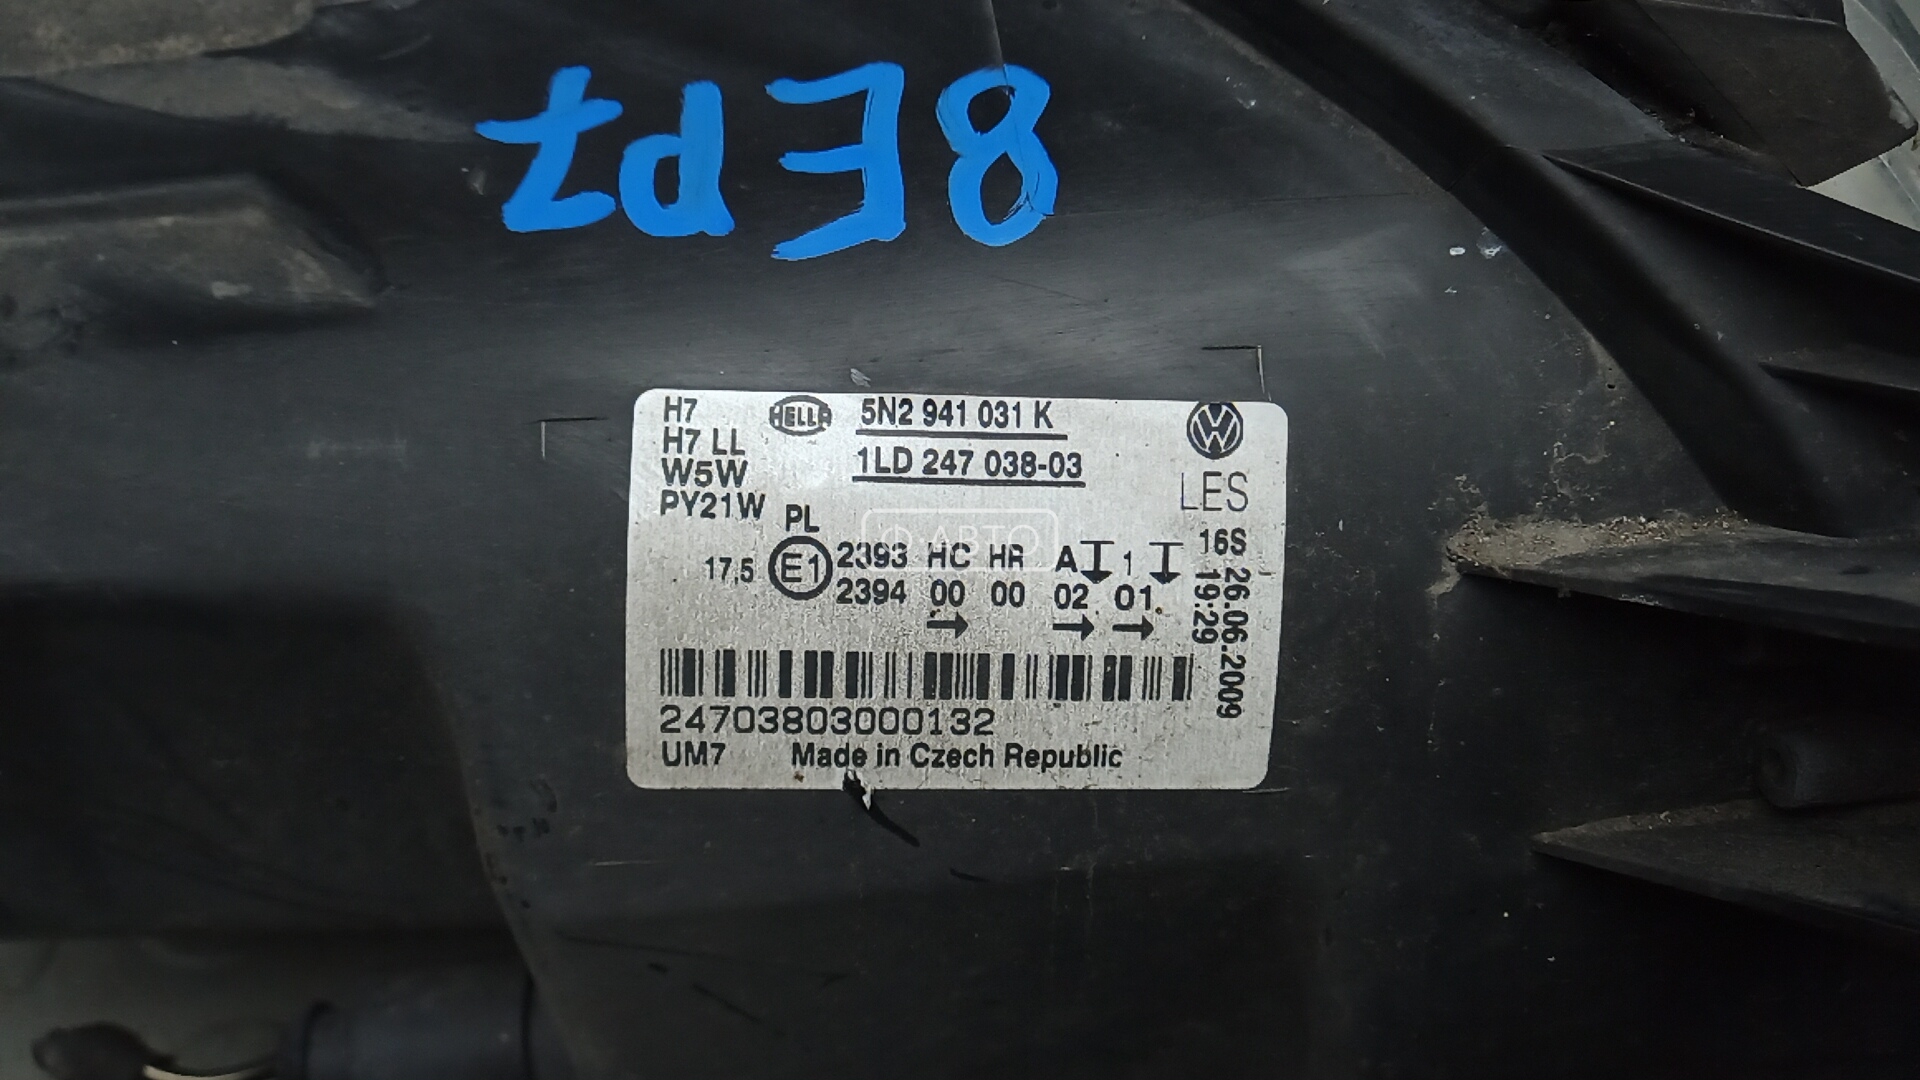 8EP7
H7 HELLA 5N2 941 031 K
H7 LL
W5W 1LD 247 038-03
PY21W LES
PL
Ф-АВТО
17,5 E1 2393 HC HR A 1 16S
2394 00 00 02 01
26.06.2009
19:29
24703803000132
UM7 Made in Czech Republic